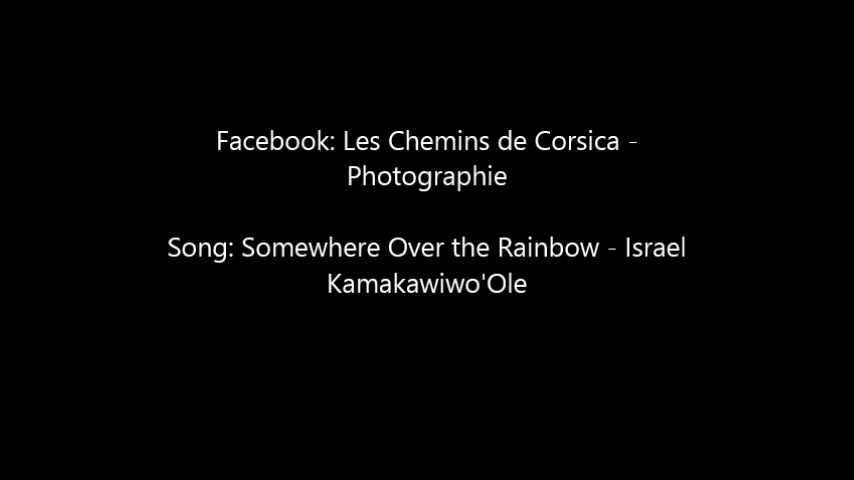 Facebook: Les Chemins de Corsica -
Photographie
Song: Somewhere Over the Rainbow - Israel
Kamakawiwo'Ole